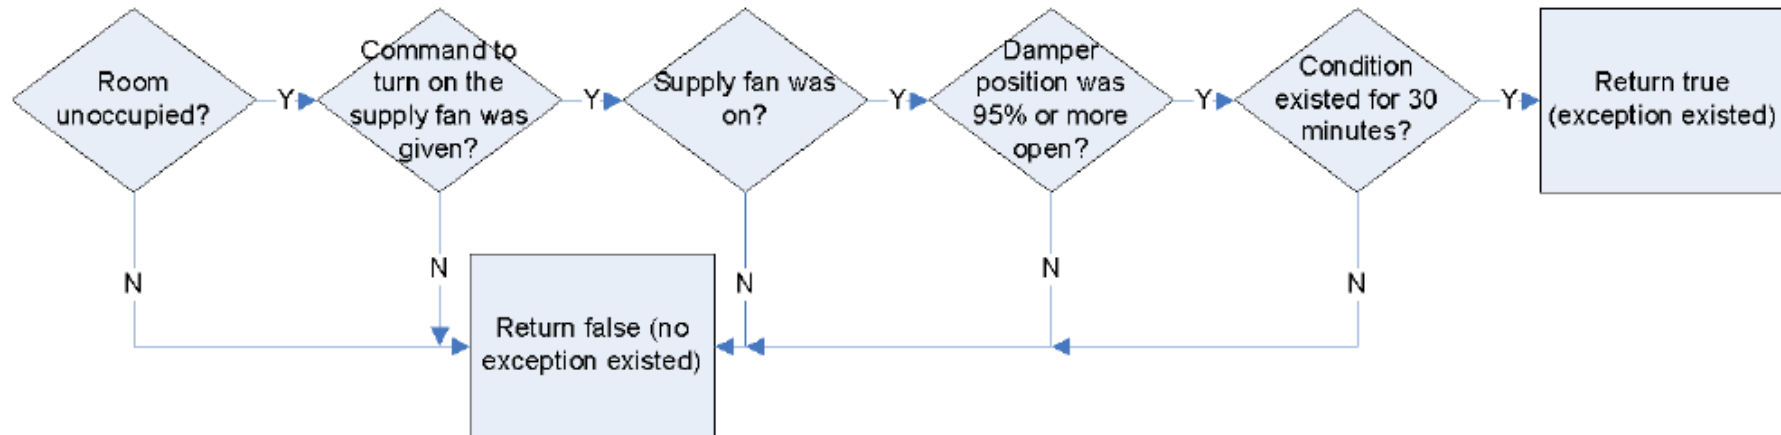 Room
unoccupied?
Y
Command to
turn on the
supply fan was
given?
Y
Supply fan was
on?
Y
Damper
position was
95% or more
open?
Y
Condition
existed for 30
minutes?
Y
Return true
(exception existed)
N
N
N
N
N
Return false (no
exception existed)